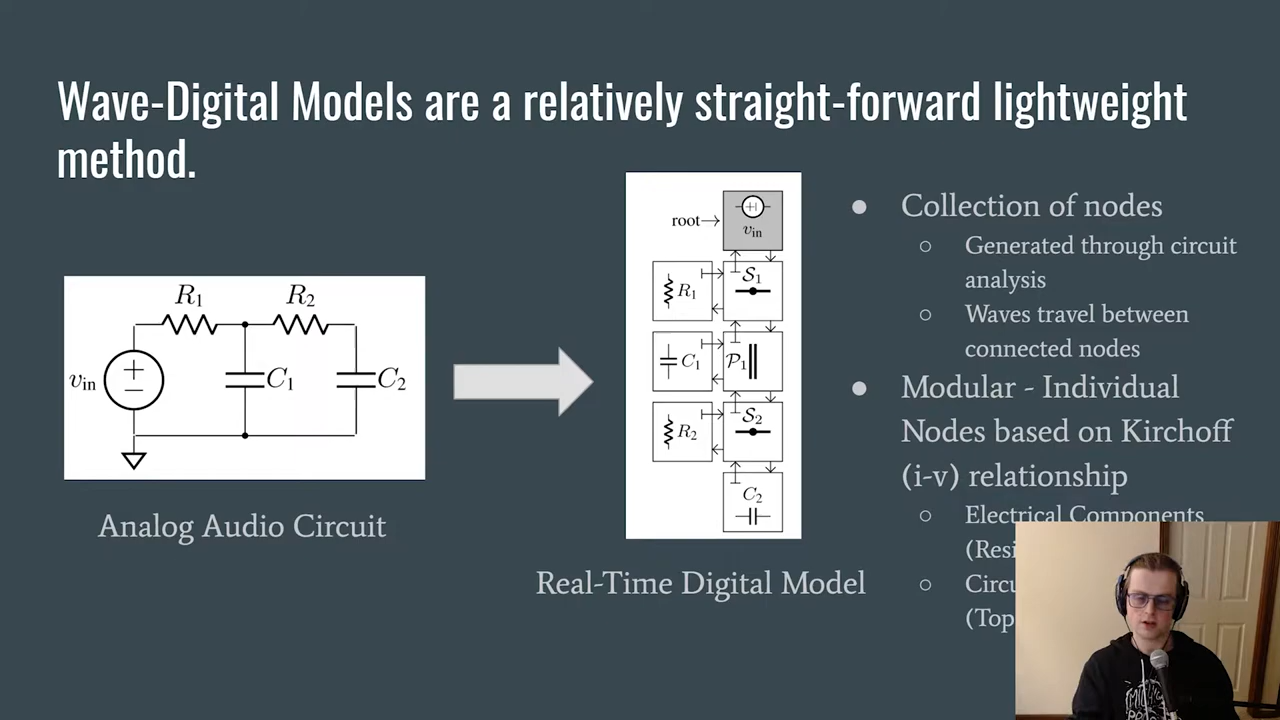 Wave-Digital Models are a relatively straight-forward lightweight
method.
R1
R2
vin
C1
C2
Analog Audio Circuit
root
vin
R1
S1
C1
P1
R2
S2
C2
Real-Time Digital Model
● Collection of nodes
○ Generated through circuit
analysis
○ Waves travel between
connected nodes
● Modular - Individual
Nodes based on Kirchoff
(i-v) relationship
○ Electrical Components